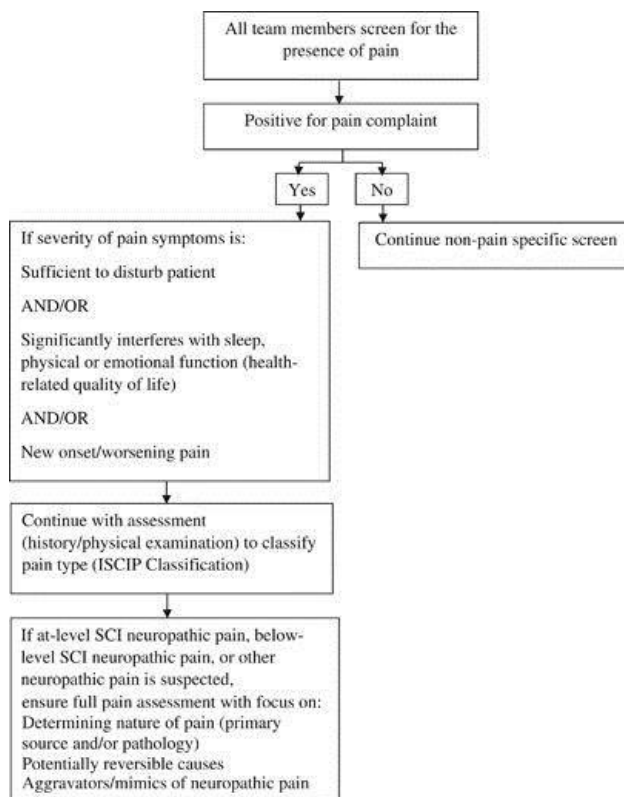 All team members screen for the
presence of pain
Positive for pain complaint
Yes
No
If severity of pain symptoms is:
Sufficient to disturb patient
AND/OR
Significantly interferes with sleep,
physical or emotional function (health-
related quality of life)
AND/OR
New onset/worsening pain
Continue non-pain specific screen
Continue with assessment
(history/physical examination) to classify
pain type (ISCIP Classification)
If at-level SCI neuropathic pain, below-
level SCI neuropathic pain, or other
neuropathic pain is suspected,
ensure full pain assessment with focus on:
Determining nature of pain (primary
source and/or pathology)
Potentially reversible causes
Aggravators/mimics of neuropathic pain